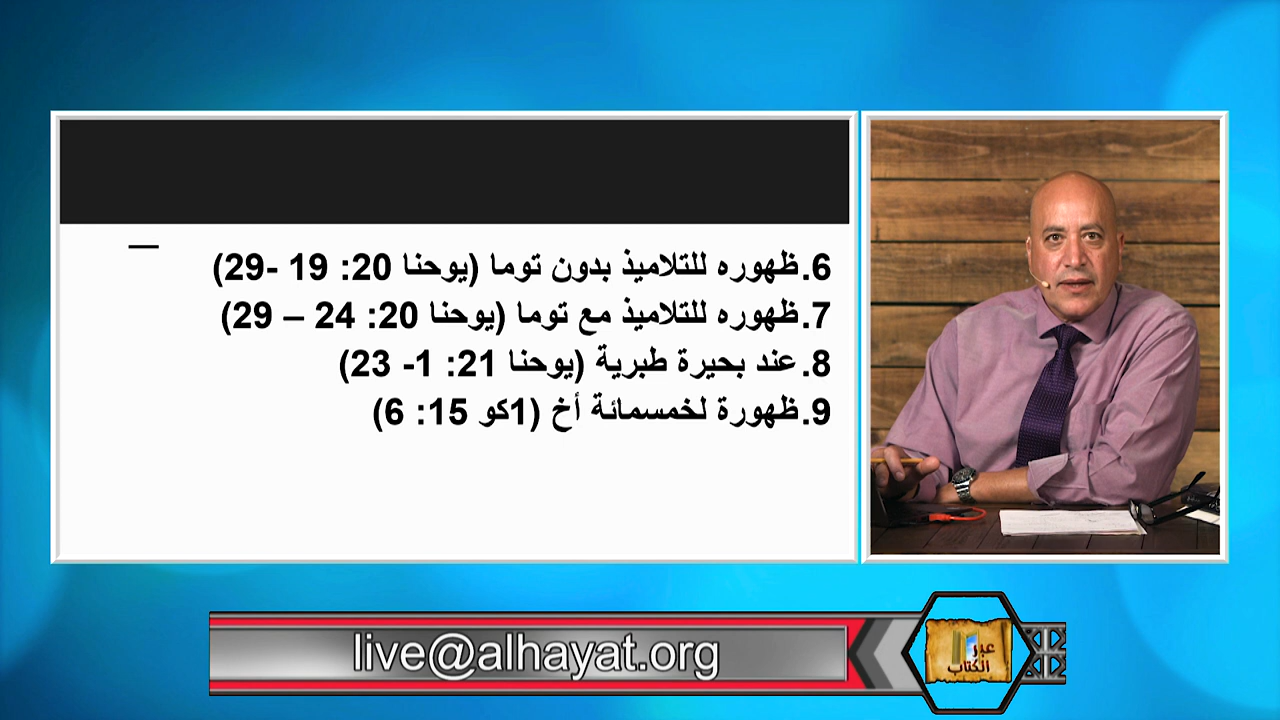 6.ظهوره للتلاميذ بدون توما (يوحنا 20: 19 -29)
7.ظهوره للتلاميذ مع توما (يوحنا 20: 24 – 29)
8.عند بحيرة طبرية (يوحنا 21: 1- 23)
9.ظهورة لخمسمائة أخ (1كو 15: 6)
live@alhayat.org
عبر
الكتاب